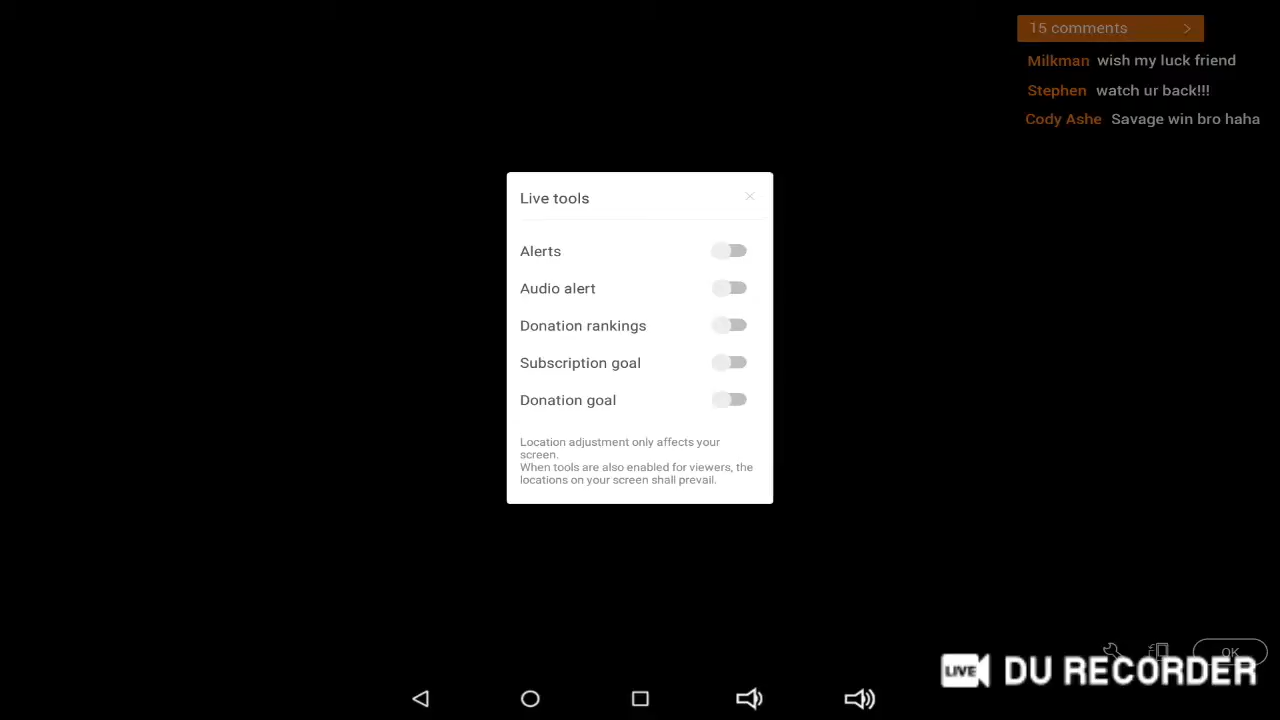 15 comments >
Milkman wish my luck friend
Stephen watch ur back!!!
Cody Ashe Savage win bro haha
Live tools
Alerts
Audio alert
Donation rankings
Subscription goal
Donation goal
Location adjustment only affects your
screen.
When tools are also enabled for viewers, the
locations on your screen shall prevail.
OK
LIVE DU RECORDER